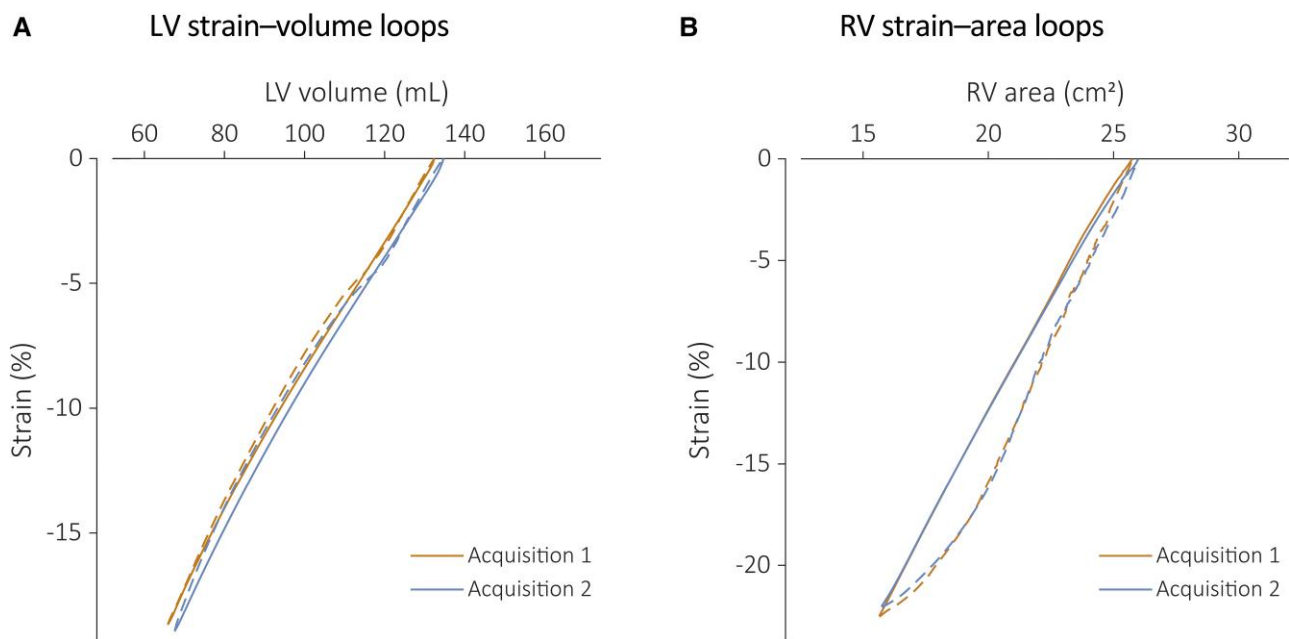 A LV strain–volume loops
LV volume (mL)
60 80 100 120 140 160
0
-5
-10
-15
Strain (%)
Acquisition 1
Acquisition 2
B RV strain–area loops
RV area (cm²)
15 20 25 30
0
-5
-10
-15
-20
Strain (%)
Acquisition 1
Acquisition 2